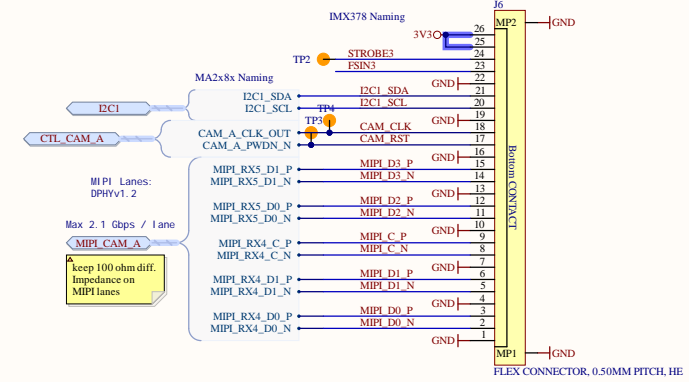 J6
IMX378 Naming
MP2
GND
3V3
26
25
TP2
STROBE3
24
FSIN3
23
MA2x8x Naming
GND
22
I2C1_SDA
I2C1_SDA
21
I2C1
I2C1_SCL
I2C1_SCL
20
TP4
GND
19
TP3
CTL_CAM_A
CAM_A_CLK_OUT
CAM_CLK
18
CAM_A_PWDN_N
CAM_RST
17
GND
16
MIPI_RX5_D1_P
MIPI_D3_P
15
MIPI_RX5_D1_N
MIPI_D3_N
14
MIPI Lanes:
DPHYv1.2
GND
13
MIPI_RX5_D0_P
MIPI_D2_P
12
MIPI_RX5_D0_N
MIPI_D2_N
11
Max 2.1 Gbps / lane
GND
10
MIPI_CAM_A
MIPI_RX4_C_P
MIPI_C_P
9
MIPI_RX4_C_N
MIPI_C_N
8
keep 100 ohm diff.
Impedance on
MIPI lanes
GND
7
MIPI_RX4_D1_P
MIPI_D1_P
6
MIPI_RX4_D1_N
MIPI_D1_N
5
GND
4
MIPI_RX4_D0_P
MIPI_D0_P
3
MIPI_RX4_D0_N
MIPI_D0_N
2
GND
1
Bottom CONTACT
MP1
GND
FLEX CONNECTOR, 0.50MM PITCH, HE